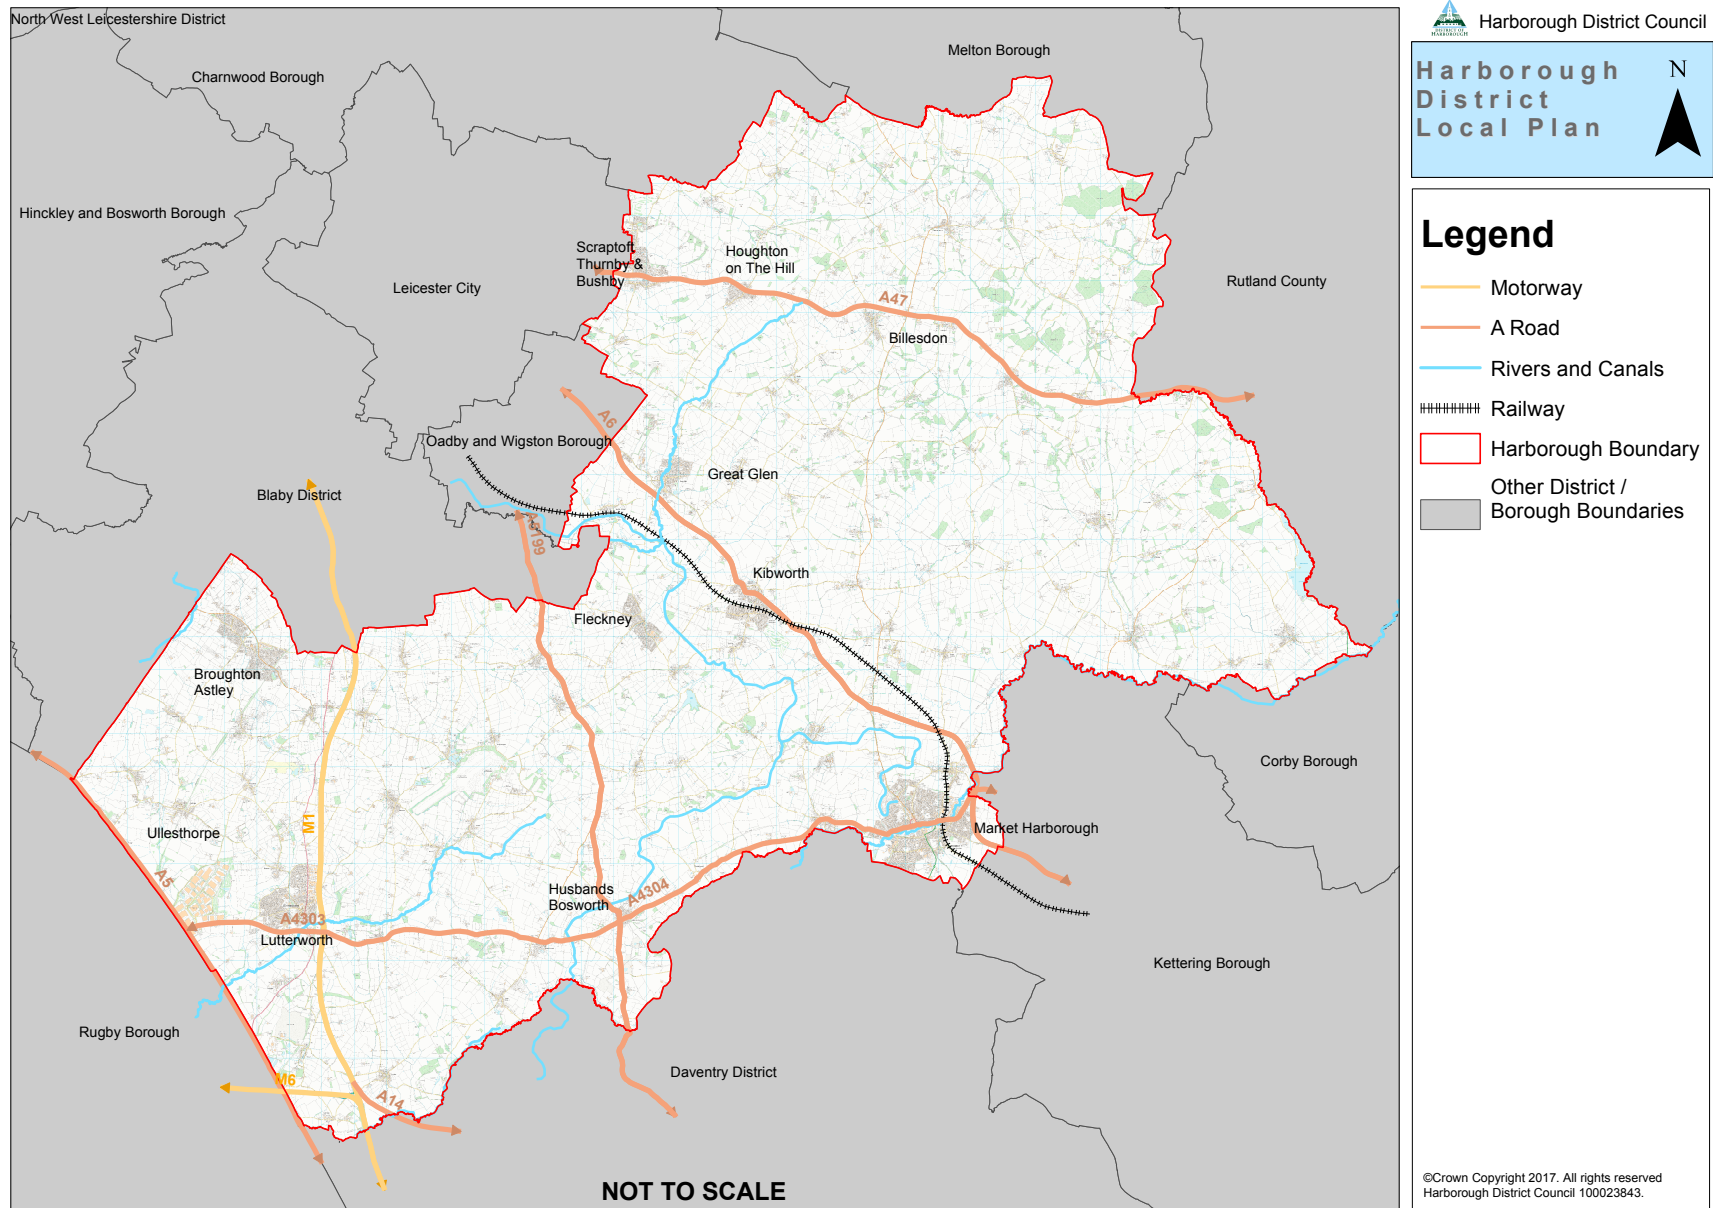 North West Leicestershire District
Charnwood Borough
Melton Borough
Hinckley and Bosworth Borough
Leicester City
Scraptoft
Thurnby &
Bushby
Houghton
on The Hill
A47
Billesdon
Rutland County
A6
Oadby and Wigston Borough
Great Glen
Blaby District
A5199
Kibworth
Fleckney
Broughton
Astley
Corby Borough
Ullesthorpe
M1
Market Harborough
A5
Husbands
Bosworth
A4304
A4303
Lutterworth
Kettering Borough
Rugby Borough
Daventry District
M6
A14
NOT TO SCALE
DISTRICT OF
HARBOROUGH
Harborough District Council
Harborough
District
Local Plan
N
Legend
Motorway
A Road
Rivers and Canals
Railway
Harborough Boundary
Other District /
Borough Boundaries
©Crown Copyright 2017. All rights reserved
Harborough District Council 100023843.